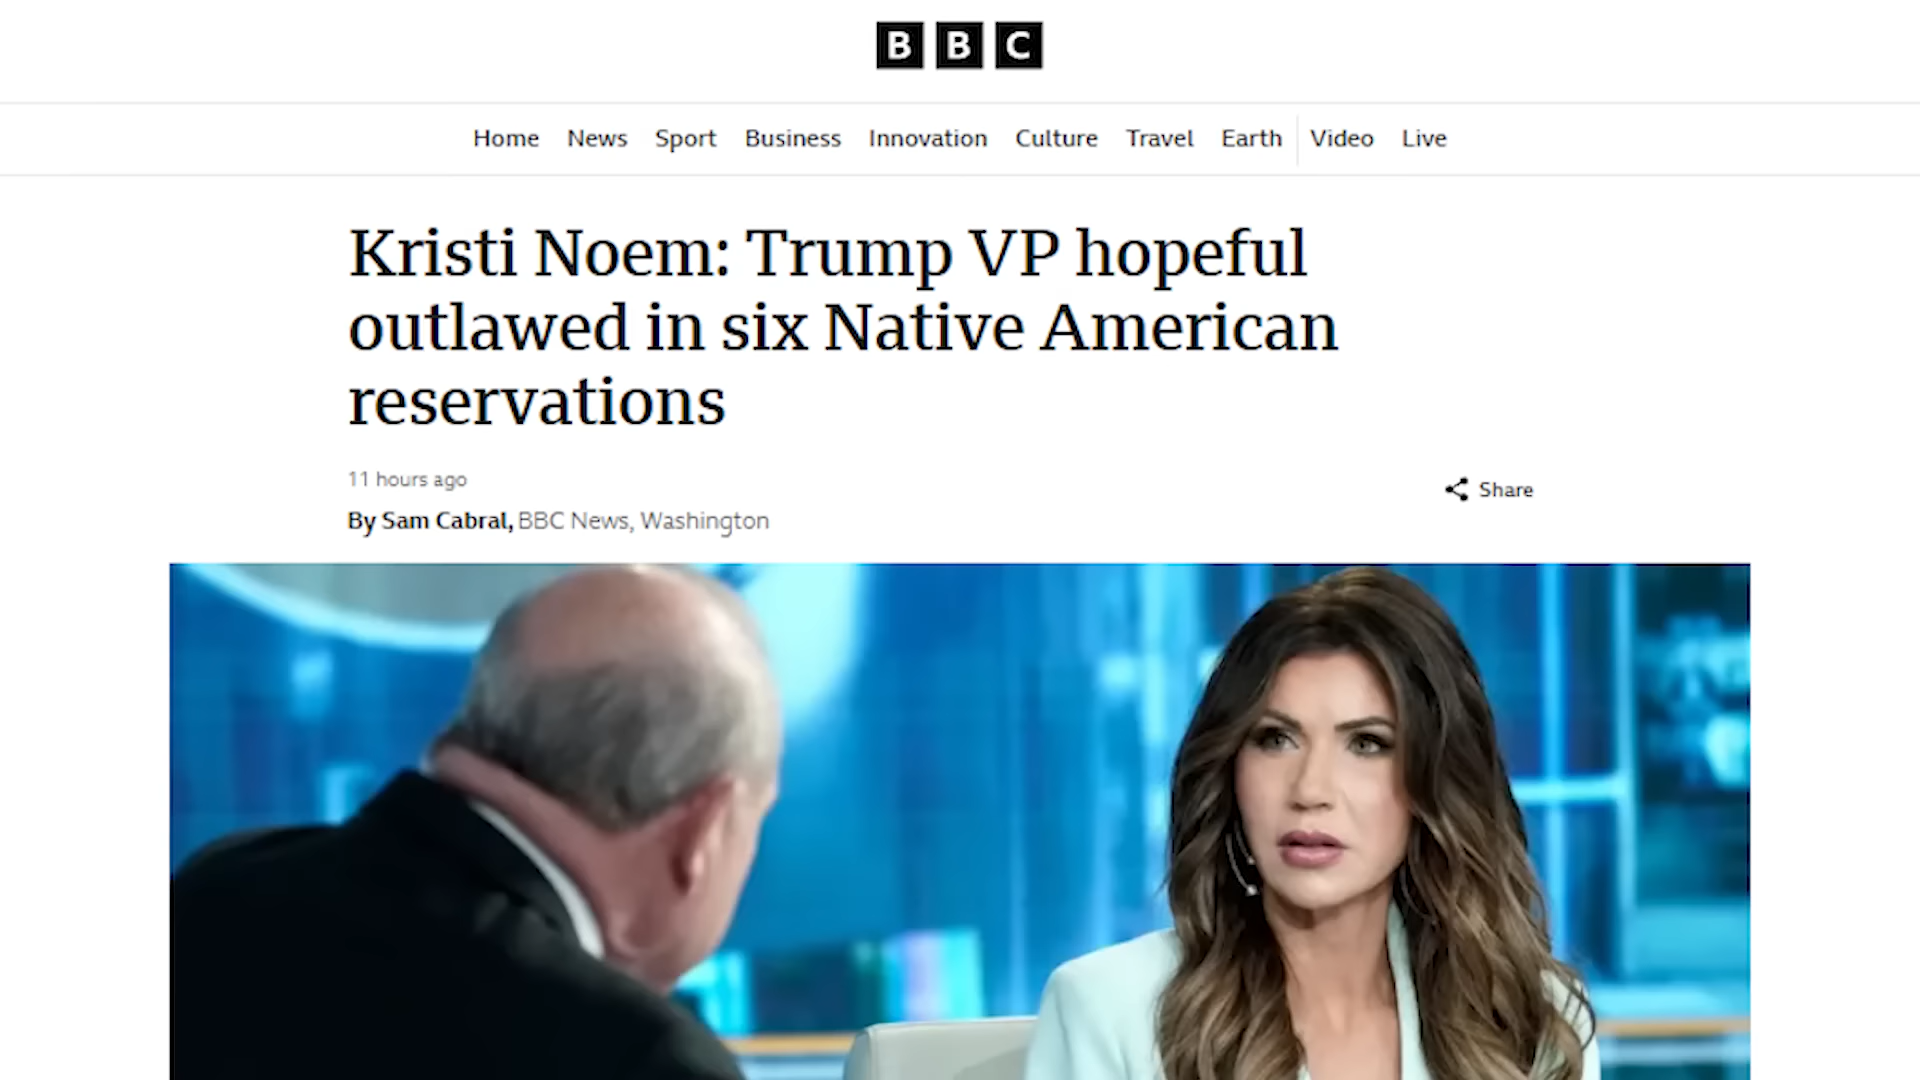 BBC
Home News Sport Business Innovation Culture Travel Earth Video Live
Kristi Noem: Trump VP hopeful
outlawed in six Native American
reservations
11 hours ago
Share
By Sam Cabral, BBC News, Washington